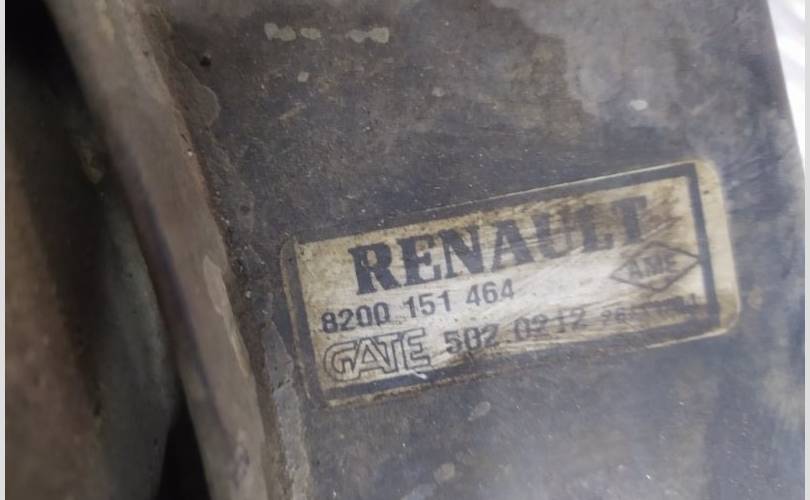 RENAULT
AME
8200 151 464
GATE 502 0212